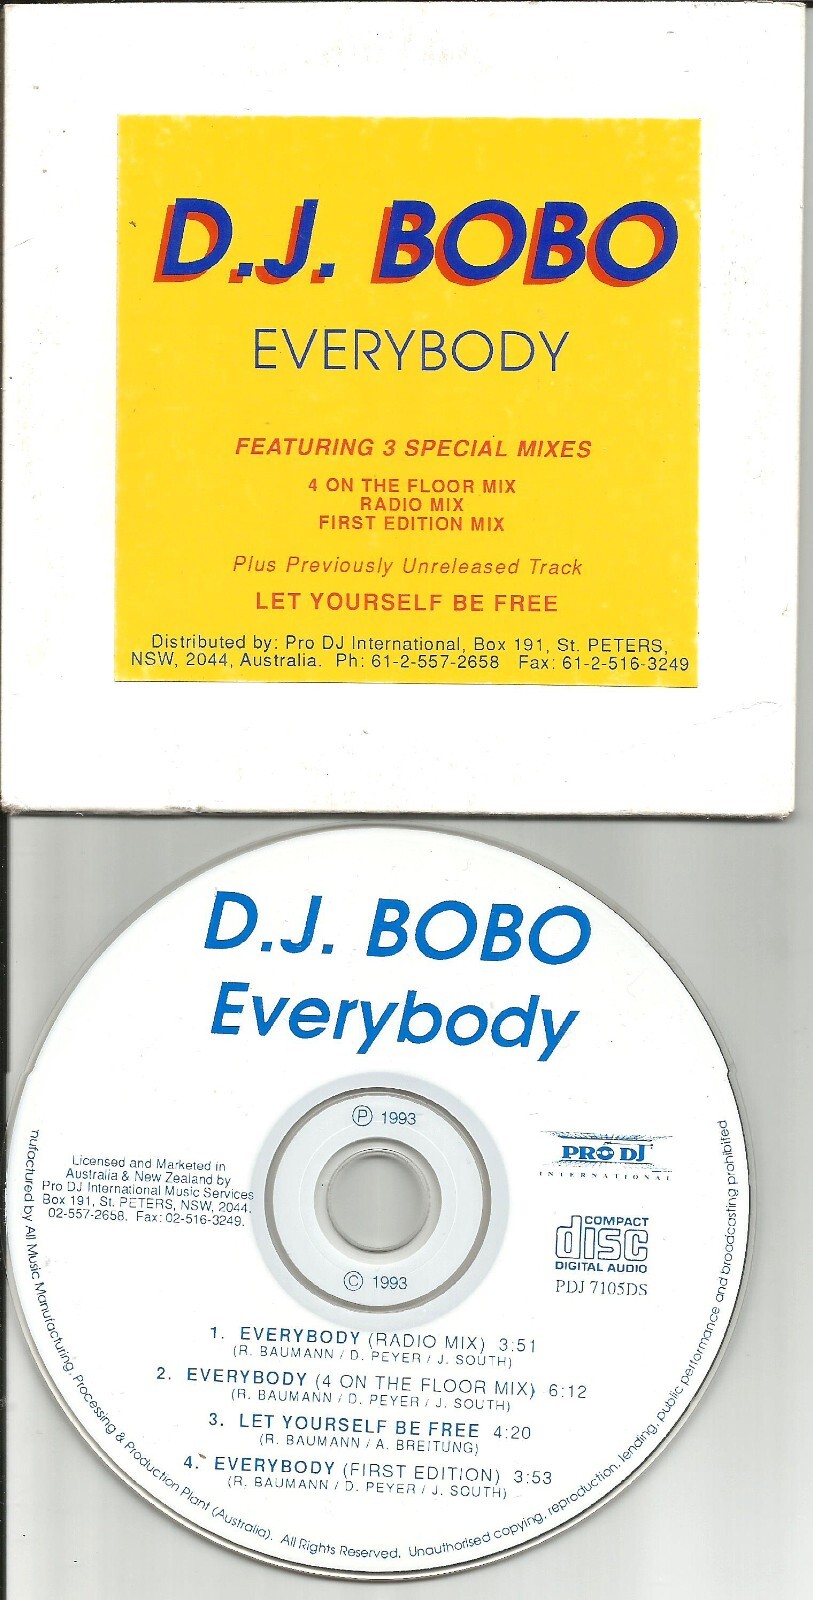 D.J. BOBO
EVERYBODY
FEATURING 3 SPECIAL MIXES
4 ON THE FLOOR MIX
RADIO MIX
FIRST EDITION MIX
Plus Previously Unreleased Track
LET YOURSELF BE FREE
Distributed by: Pro DJ International, Box 191, St. PETERS,
NSW, 2044, Australia. Ph: 61-2-557-2658 Fax: 61-2-516-3249
D.J. BOBO
Everybody
Ⓟ 1993
Licensed and Marketed in
Australia & New Zealand by
Pro DJ International Music Services
Box 191, St. PETERS, NSW, 2044.
02-557-2658. Fax: 02-516-3249.
PRO DJ
INTERNATIONAL
COMPACT
disc
DIGITAL AUDIO
PDJ 7105DS
© 1993
1. EVERYBODY (RADIO MIX) 3:51
(R. BAUMANN / D. PEYER / J. SOUTH)
2. EVERYBODY (4 ON THE FLOOR MIX) 6:12
(R. BAUMANN / D. PEYER / J. SOUTH)
3. LET YOURSELF BE FREE 4:20
(R. BAUMANN / A. BREITUNG)
4. EVERYBODY (FIRST EDITION) 3:53
(R. BAUMANN / D. PEYER / J. SOUTH)
nufactured by All Music Manufacturing, Processing & Production Plant (Australia). All Rights Reserved. Unauthorised copying, reproduction, lending, public performance and broadcasting prohibited